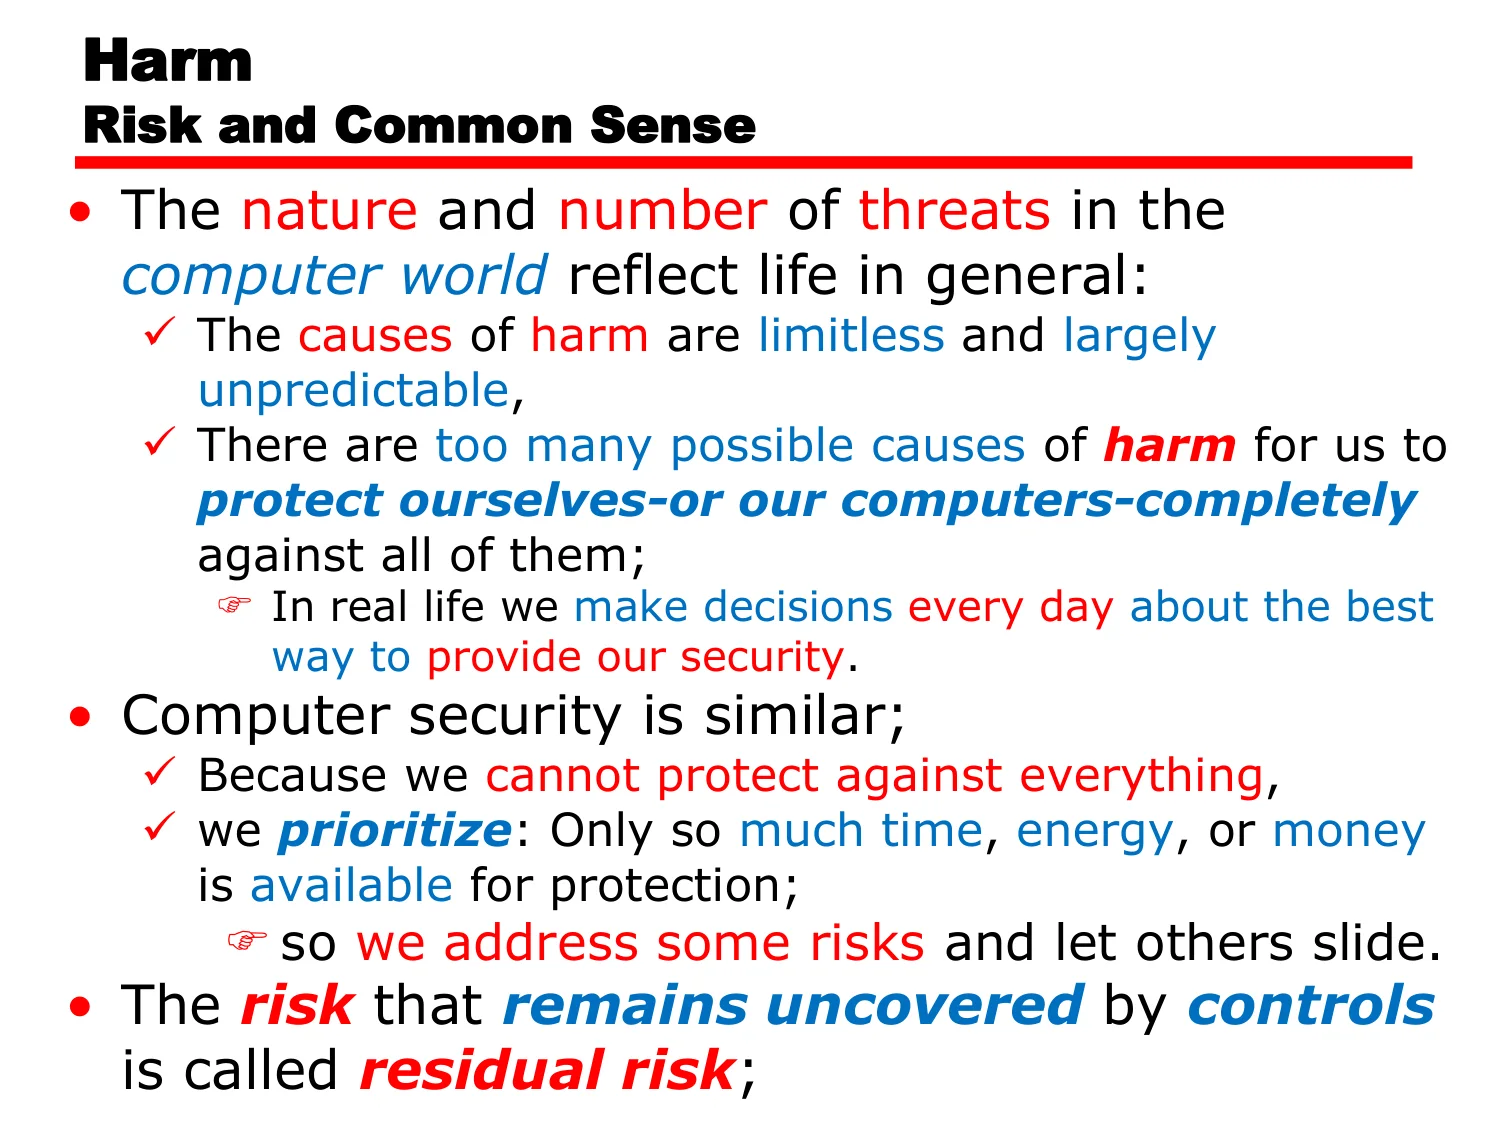 Harm
Risk and Common Sense
• The nature and number of threats in the
computer world reflect life in general:
✓ The causes of harm are limitless and largely
unpredictable,
✓ There are too many possible causes of harm for us to
protect ourselves-or our computers-completely
against all of them;
☞ In real life we make decisions every day about the best
way to provide our security.
• Computer security is similar;
✓ Because we cannot protect against everything,
✓ we prioritize: Only so much time, energy, or money
is available for protection;
☞ so we address some risks and let others slide.
• The risk that remains uncovered by controls
is called residual risk;